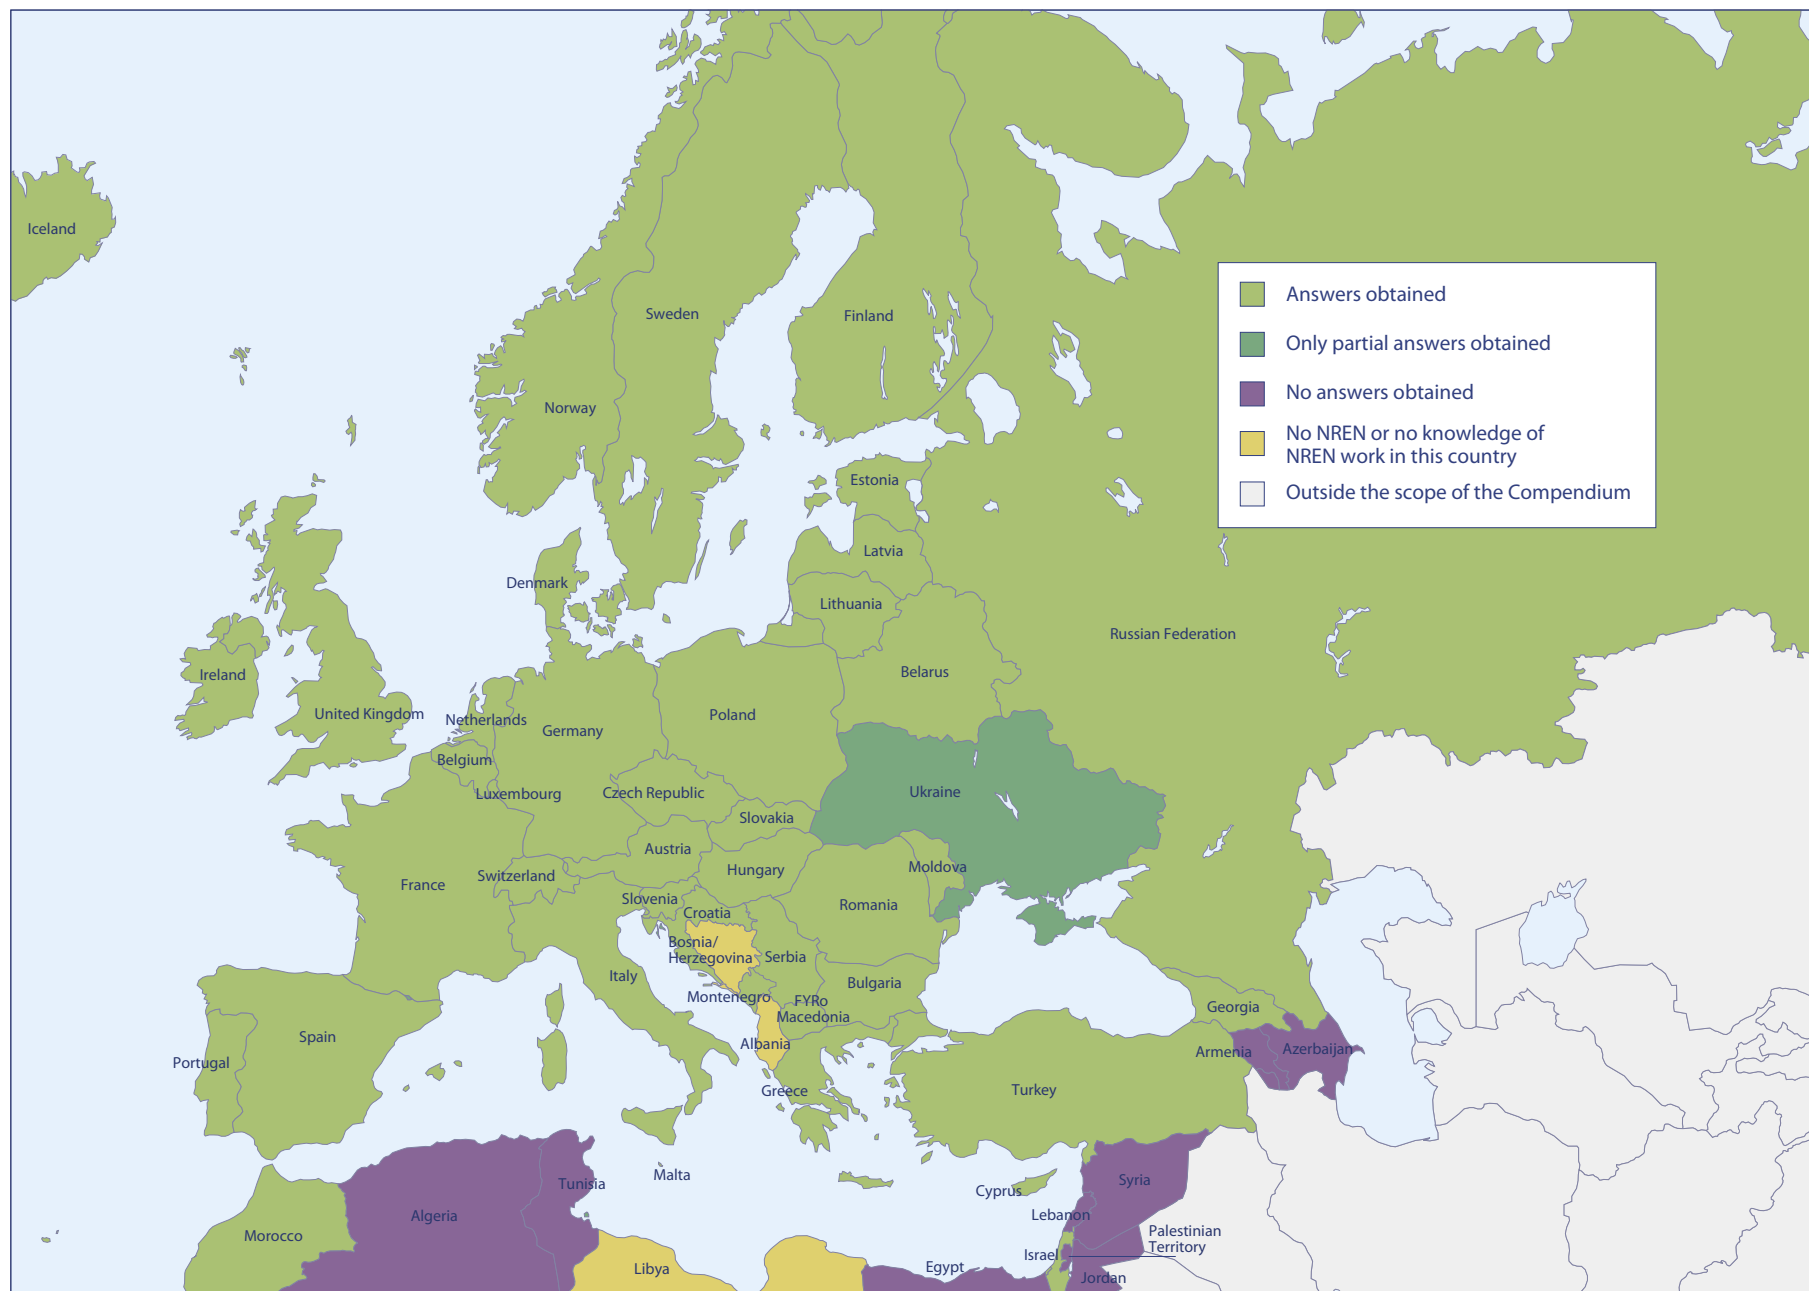 Iceland
Sweden
Finland
Norway
Answers obtained
Only partial answers obtained
No answers obtained
No NREN or no knowledge of
NREN work in this country
Outside the scope of the Compendium
Estonia
Latvia
Denmark
Lithuania
Russian Federation
Ireland
Belarus
United Kingdom
Netherlands
Poland
Germany
Belgium
Luxembourg
Czech Republic
Ukraine
Slovakia
Austria
Moldova
Hungary
Switzerland
France
Slovenia
Romania
Croatia
Bosnia/
Herzegovina
Serbia
Italy
Bulgaria
Montenegro
FYRo
Macedonia
Georgia
Spain
Albania
Armenia
Azerbaijan
Portugal
Greece
Turkey
Malta
Tunisia
Syria
Cyprus
Algeria
Lebanon
Morocco
Palestinian
Territory
Israel
Libya
Egypt
Jordan